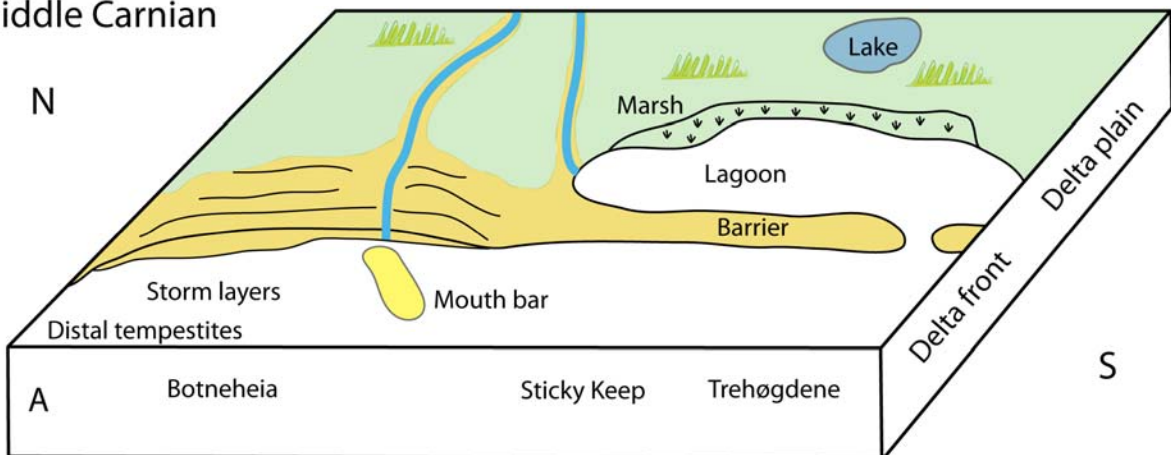 iddle Carnian
N
Lake
Marsh
Delta plain
Lagoon
Barrier
Storm layers
Mouth bar
Delta front
Distal tempestites
S
A
Botneheia
Sticky Keep
Trehøgdene